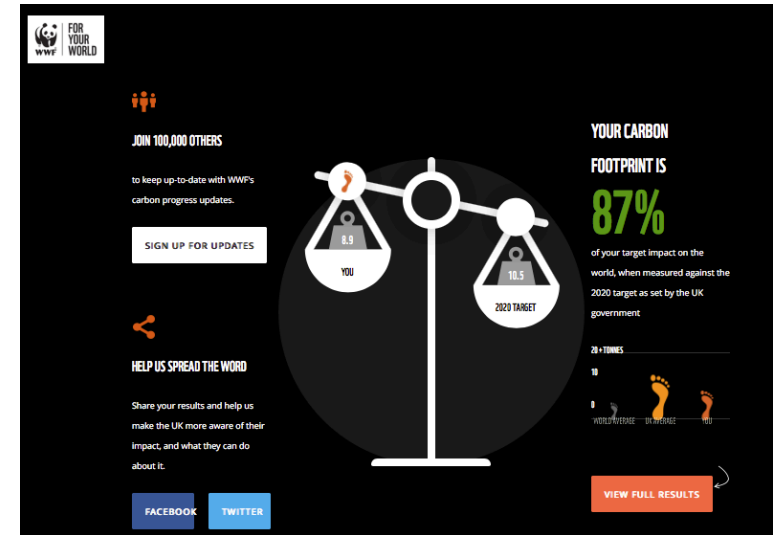 WWF
FOR
YOUR
WORLD
JOIN 100,000 OTHERS
to keep up-to-date with WWF's
carbon progress updates.
SIGN UP FOR UPDATES
HELP US SPREAD THE WORD
Share your results and help us
make the UK more aware of their
impact, and what they can do
about it.
FACEBOOK
TWITTER
8.9
YOU
10.5
2020 TARGET
YOUR CARBON
FOOTPRINT IS
87%
of your target impact on the
world, when measured against the
2020 target as set by the UK
government
20 + TONNES
10
0
WORLD AVERAGE
UK AVERAGE
YOU
VIEW FULL RESULTS